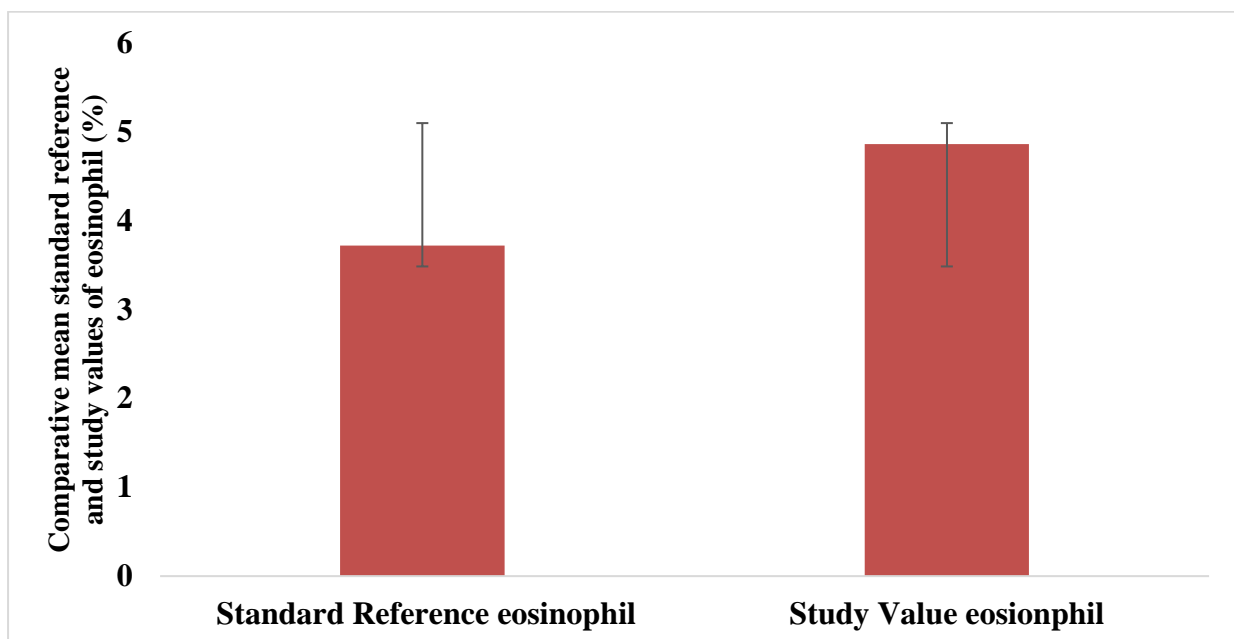 Comparative mean standard reference
and study values of eosinophil (%)
6
5
4
3
2
1
0
Standard Reference eosinophil
Study Value eosionphil